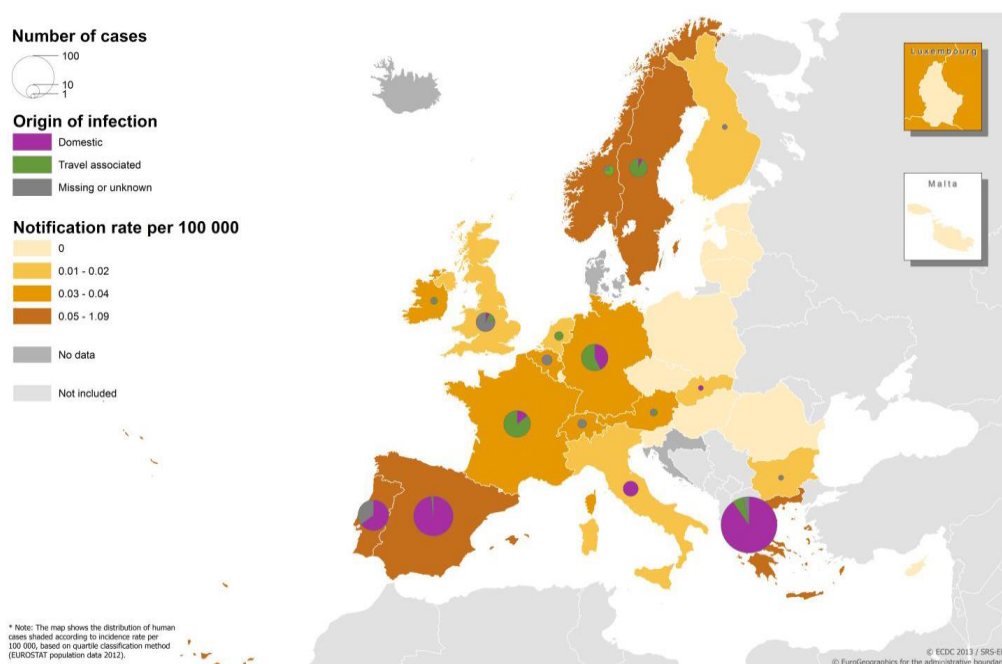 Number of cases
100
10
1
Origin of infection
Domestic
Travel associated
Missing or unknown
Notification rate per 100 000
0
0.01 - 0.02
0.03 - 0.04
0.05 - 1.09
No data
Not included
* Note: The map shows the distribution of human
cases shaded according to incidence rate per
100 000, based on quartile classification method
(EUROSTAT population data 2012).
Luxembourg
Malta
© ECDC 2013 / SRS-
© EuroGeographics for the administrative